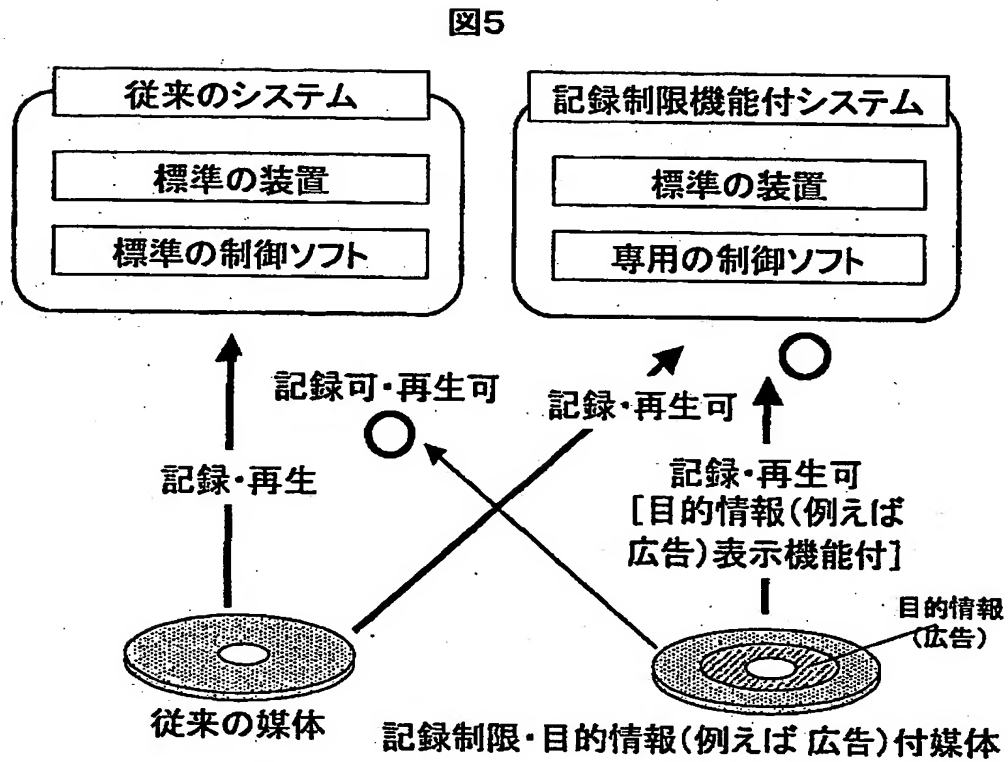 図5
従来のシステム
標準の装置
標準の制御ソフト
記録制限機能付システム
標準の装置
専用の制御ソフト
記録可・再生可
記録・再生可
記録・再生
記録・再生可
[目的情報(例えば
広告)表示機能付]
目的情報
(広告)
従来の媒体
記録制限・目的情報(例えば 広告)付媒体